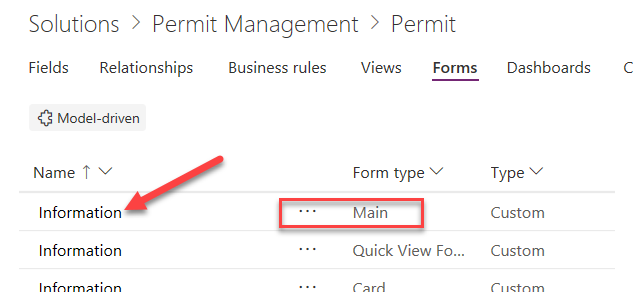 Solutions > Permit Management > Permit
Fields Relationships Business rules Views Forms Dashboards C
Model-driven
Name ↑ Form type Type
Information ... Main Custom
Information ... Quick View Fo... Custom
Information ... Card Custom